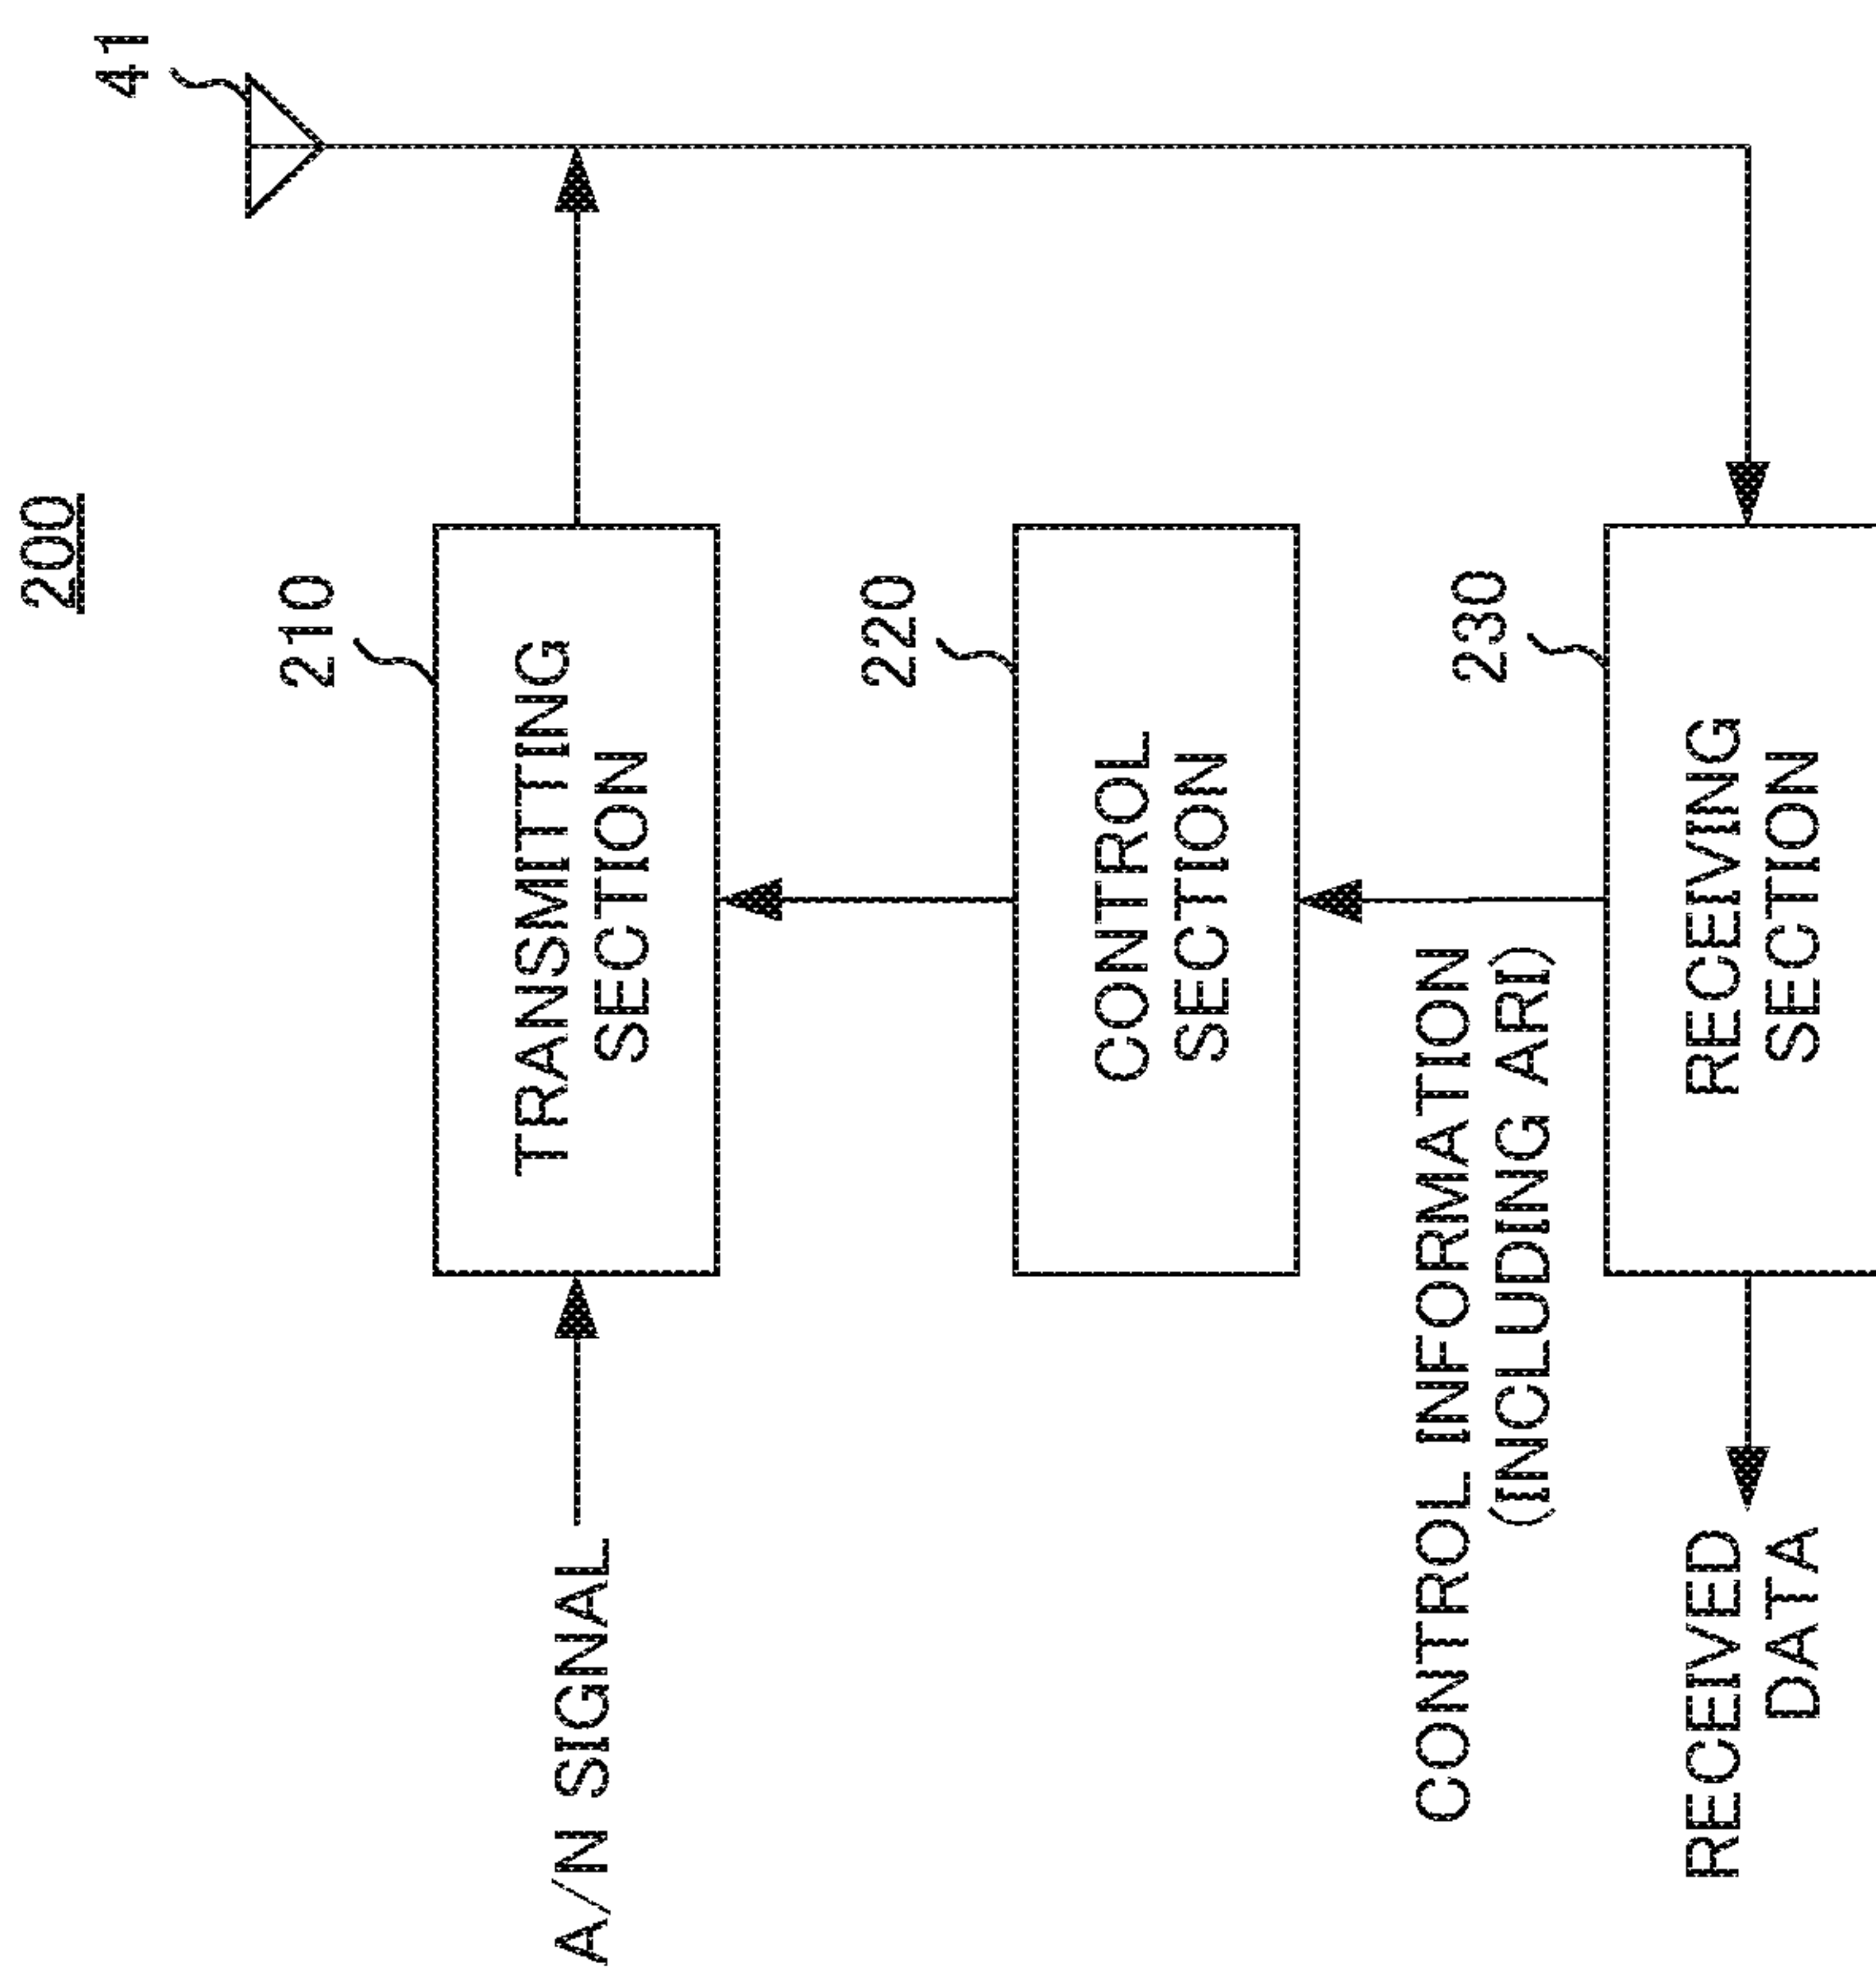 200
41
210
TRANSMITTING
SECTION
A/N SIGNAL
220
CONTROL
SECTION
CONTROL INFORMATION
(INCLUDING ARI)
230
RECEIVING
SECTION
RECEIVED
DATA